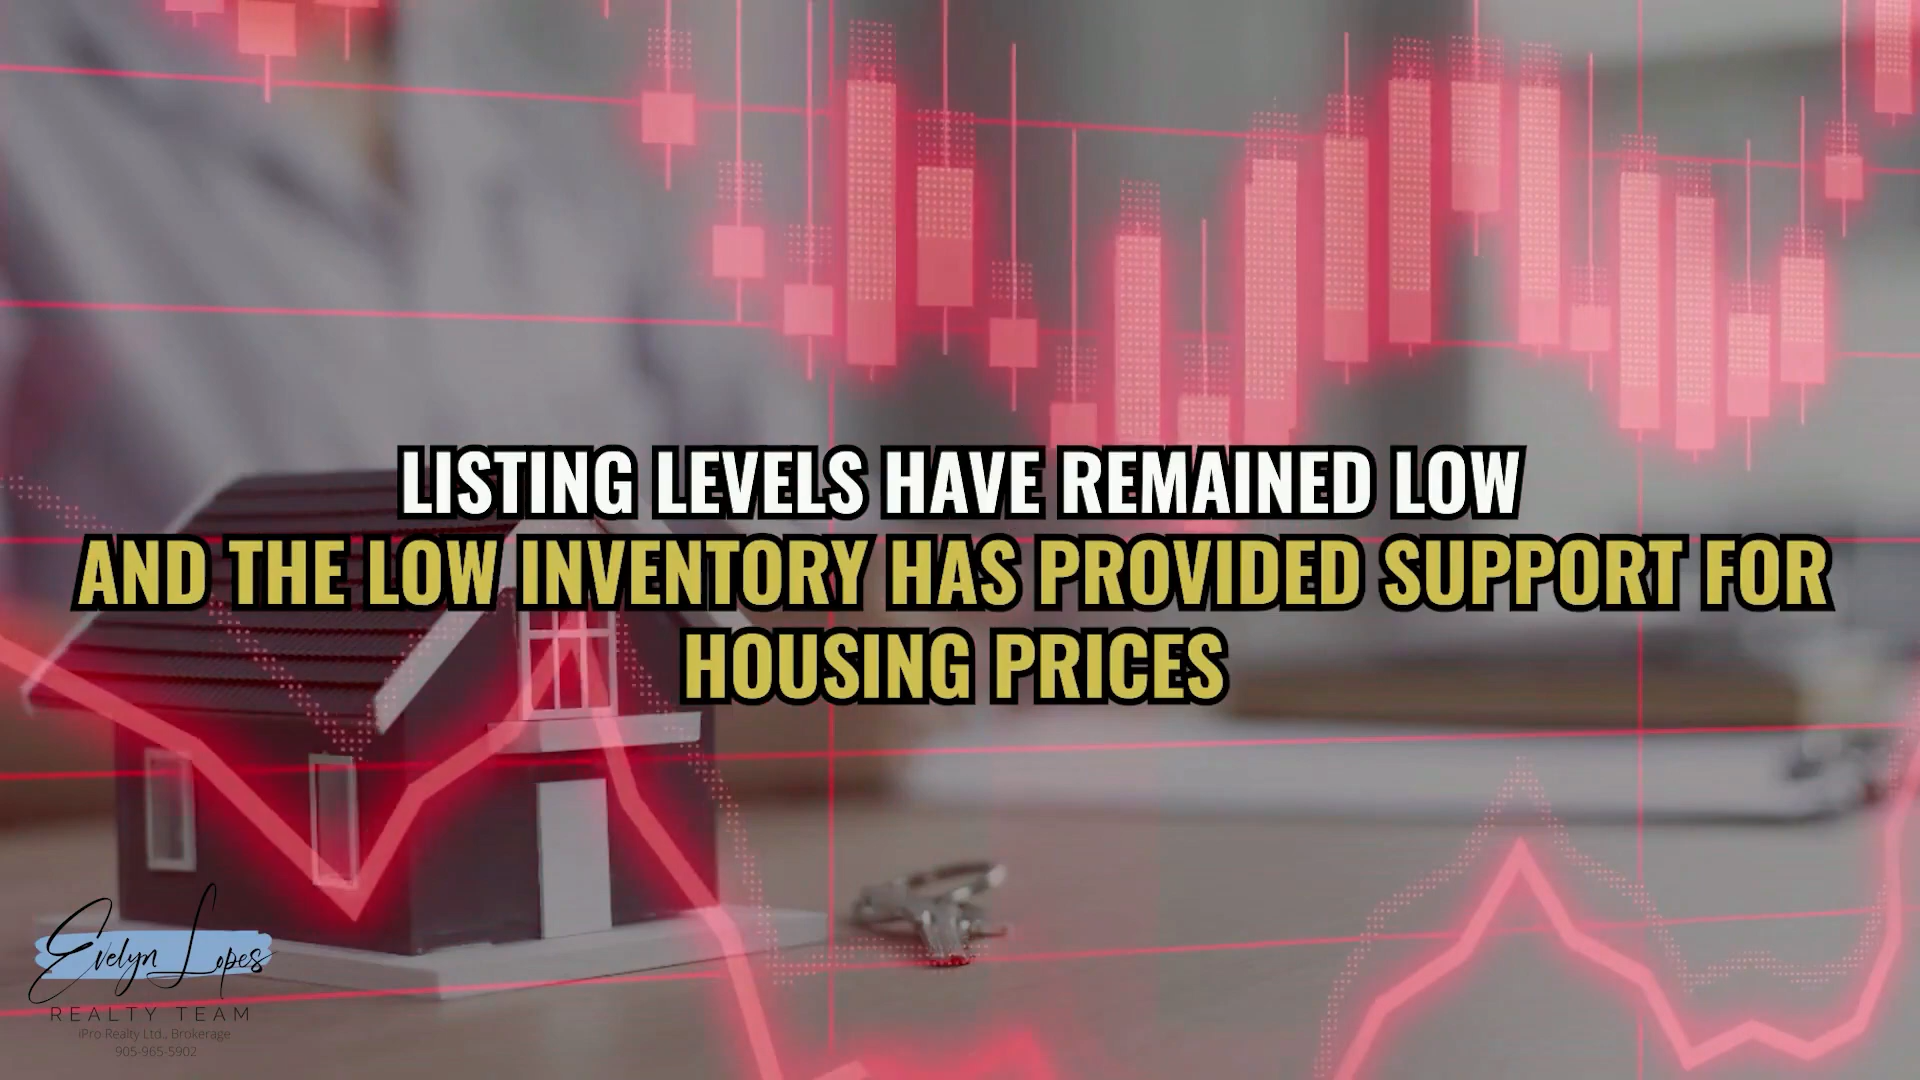 LISTING LEVELS HAVE REMAINED LOW
AND THE LOW INVENTORY HAS PROVIDED SUPPORT FOR
HOUSING PRICES
Evelyn Lopes
REALTY TEAM
iPro Realty Ltd., Brokerage
905-965-5902